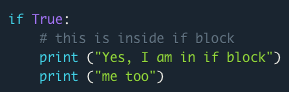 if True:
    # this is inside if block
    print ("Yes, I am in if block")
    print ("me too")